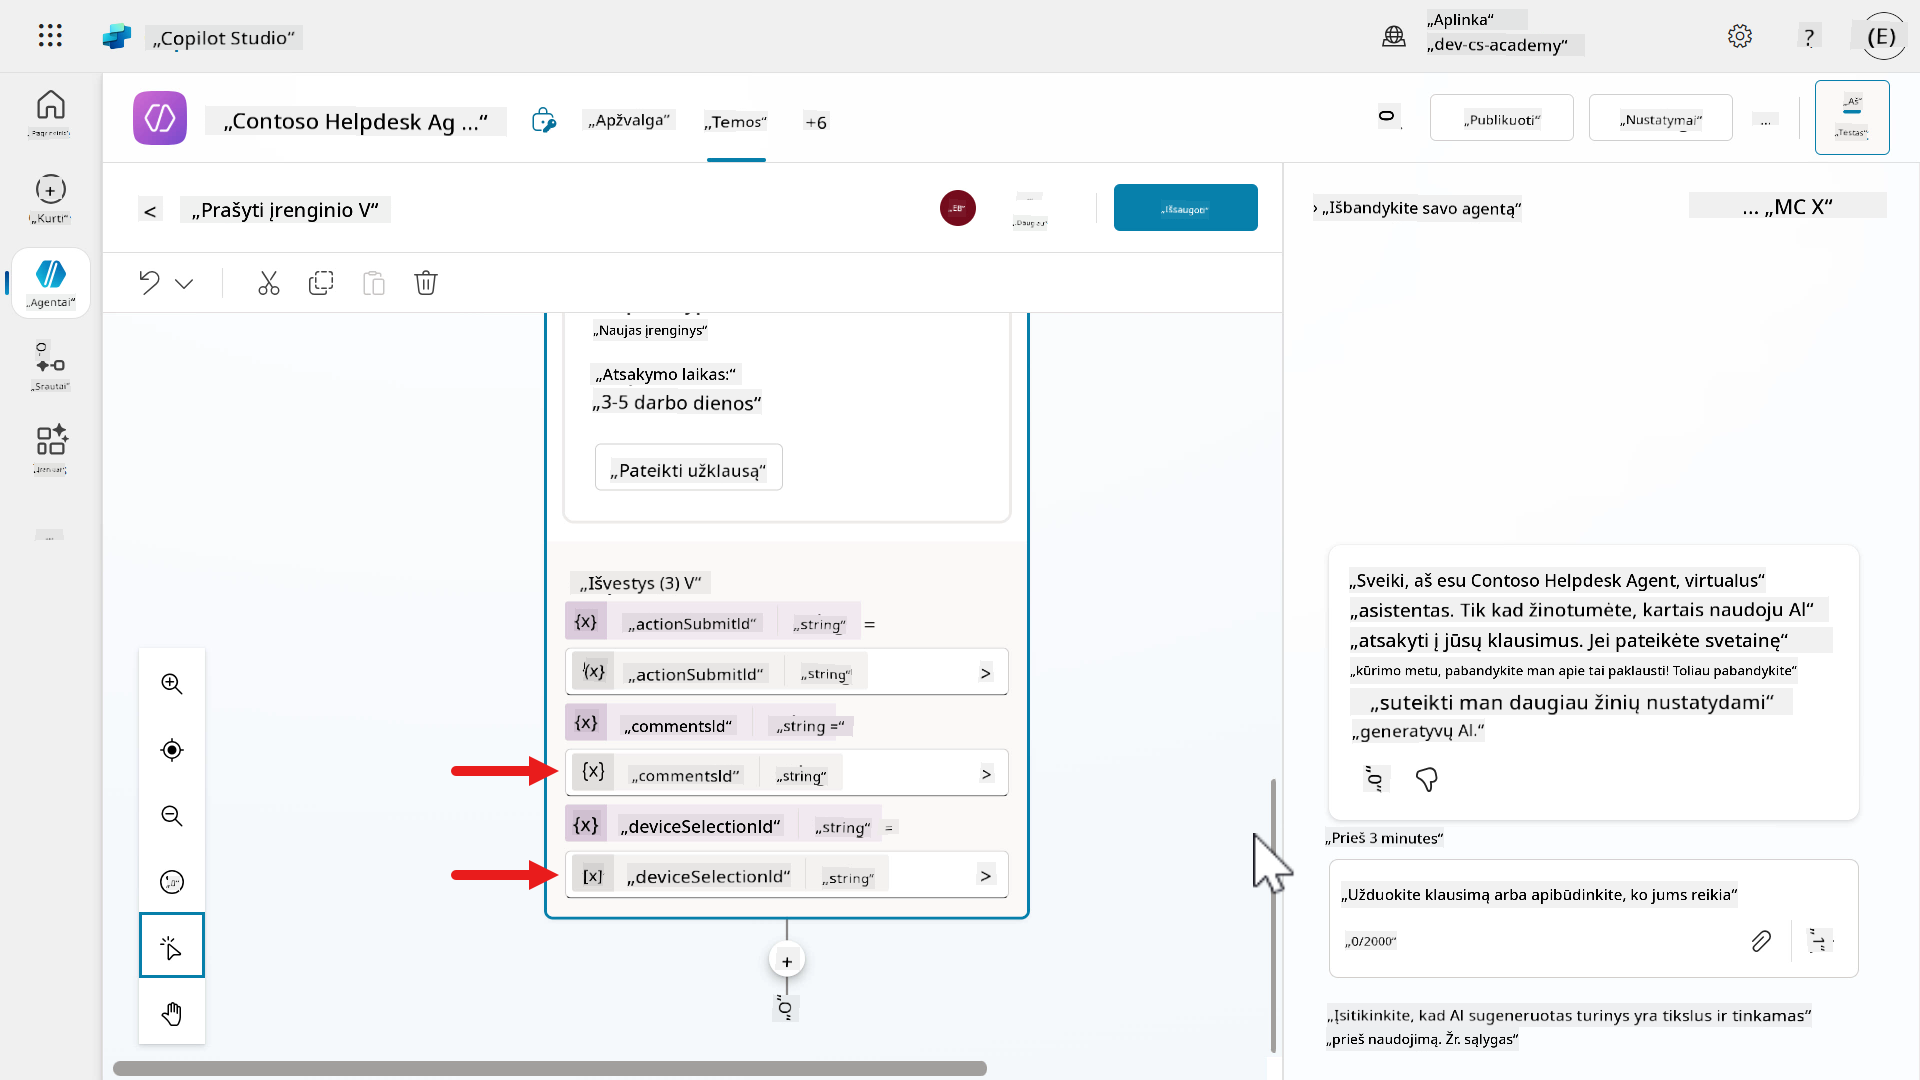 „Copilot Studio“
„Aplinka“
„dev-cs-academy“
?
(E)
„Contoso Helpdesk Ag ...“
„Apžvalga“
„Temos“
+6
„Publikuoti“
„Nustatymai“
...
„Aš“
„Testas“
„Kurti“
„Agentai“
„Srautai“
<
„Prašyti įrenginio V“
„EB“
„Išsaugoti“
› „Išbandykite savo agentą“
... „MC X“
„Naujas įrenginys“
„Atsakymo laikas:“
„3-5 darbo dienos“
„Pateikti užklausą“
„Išvestys (3) V“
{x} „actionSubmitId“ „string“ =
(x} „actionSubmitId“ „string“ >
{x} „commentsId“ „string =“
{x} „commentsId“ „string“ >
{x} „deviceSelectionId“ „string“ =
[x] „deviceSelectionId“ „string“ >
+
„O“
„Sveiki, aš esu Contoso Helpdesk Agent, virtualus“
„asistentas. Tik kad žinotumėte, kartais naudoju AI“
„atsakyti į jūsų klausimus. Jei pateikėte svetainę“
„kūrimo metu, pabandykite man apie tai paklausti! Toliau pabandykite“
„suteikti man daugiau žinių nustatydami“
„generatyvų AI.“
„0“
„Prieš 3 minutes“
„Užduokite klausimą arba apibūdinkite, ko jums reikia“
„0/2000“
„Įsitikinkite, kad AI sugeneruotas turinys yra tikslus ir tinkamas“
„prieš naudojimą. Žr. sąlygas“